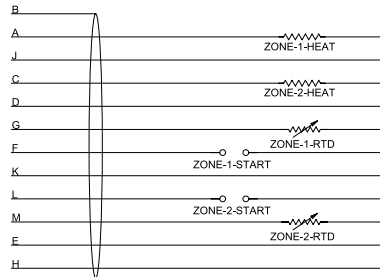 B
A
ZONE-1-HEAT
J
C
ZONE-2-HEAT
D
G
ZONE-1-RTD
F
ZONE-1-START
K
L
ZONE-2-START
M
ZONE-2-RTD
E
H